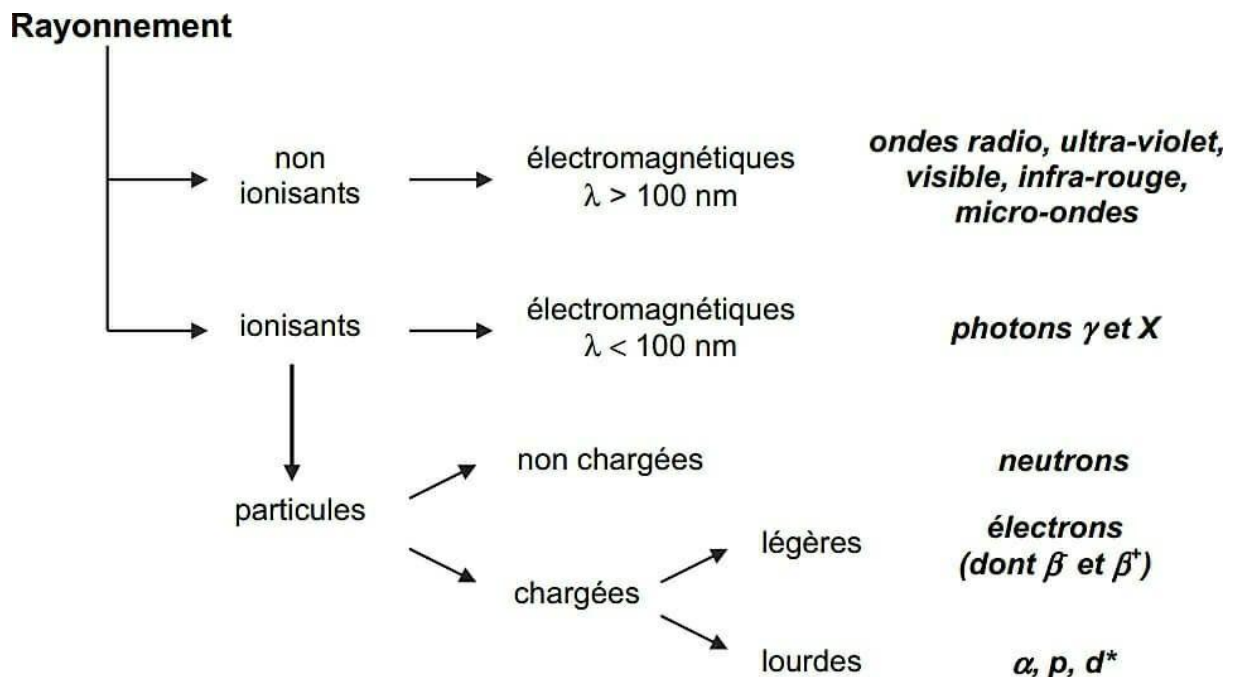 Rayonnement
non
ionisants
électromagnétiques
λ > 100 nm
ondes radio, ultra-violet,
visible, infra-rouge,
micro-ondes
ionisants
électromagnétiques
λ < 100 nm
photons γ et X
particules
non chargées
neutrons
chargées
légères
électrons
(dont β⁻ et β⁺)
lourdes
α, p, d*